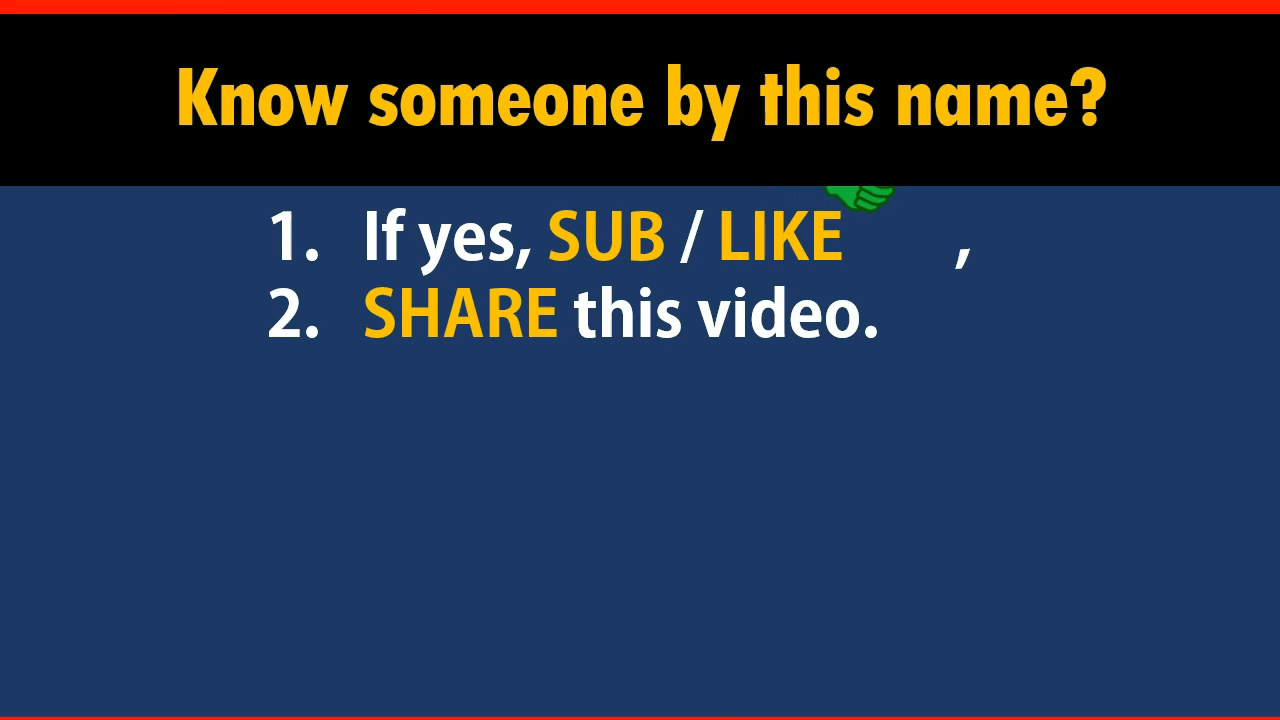 Know someone by this name?
1. If yes, SUB / LIKE ,
2. SHARE this video.